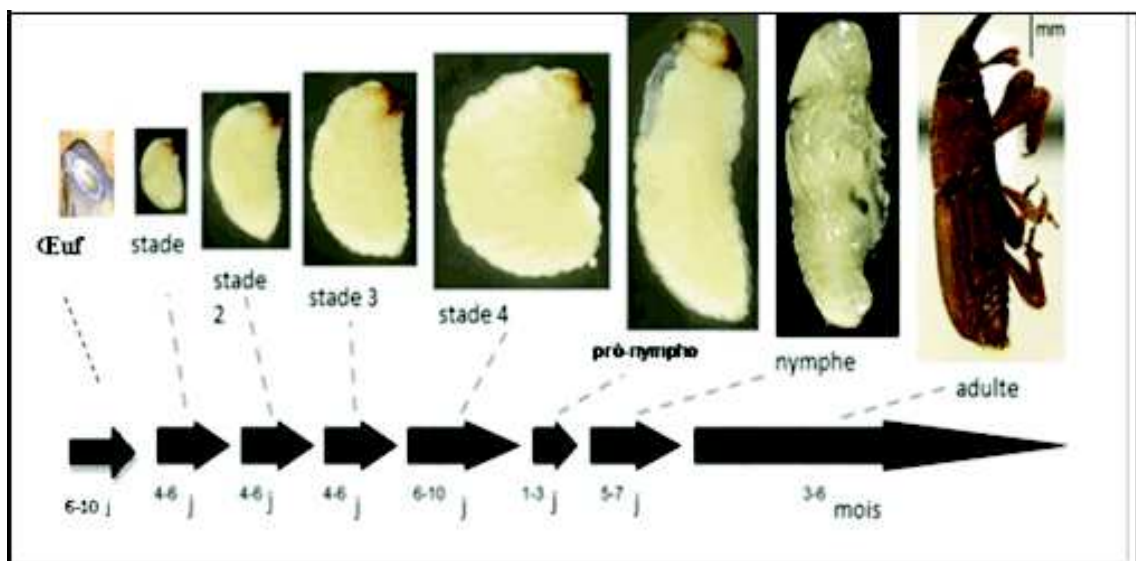 mm
Œuf
stade
stade
2
stade 3
stade 4
pré-nymphe
nymphe
adulte
6-10 j
4-6 j
4-6 j
4-6 j
6-10 j
1-3 j
5-7 j
3-6 mois